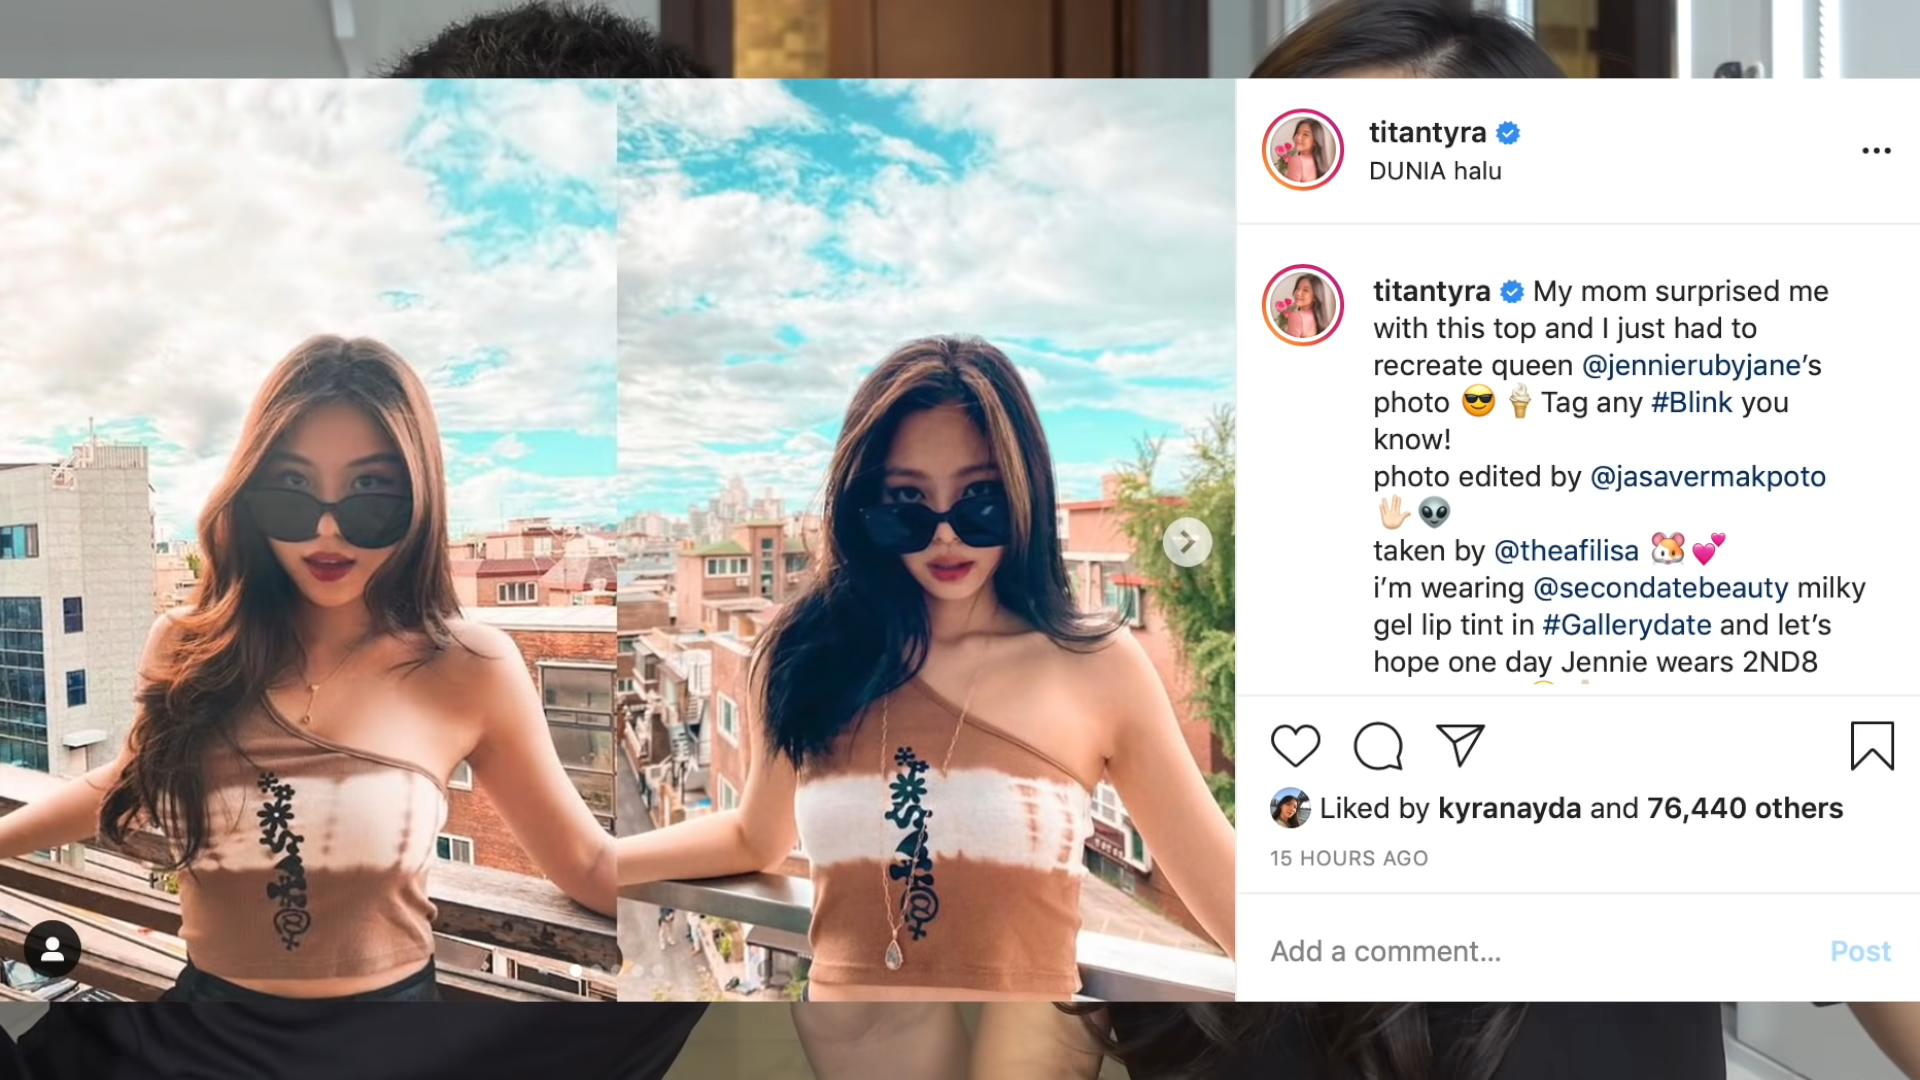 titantyra
DUNIA halu
titantyra My mom surprised me
with this top and I just had to
recreate queen @jennierubyjane’s
photo 😎 🍦 Tag any #Blink you
know!
photo edited by @jasavermakpoto
🖖🏻 👽
taken by @theafilisa 🐹 💕
i’m wearing @secondatebeauty milky
gel lip tint in #Gallerydate and let’s
hope one day Jennie wears 2ND8
Liked by kyranayda and 76,440 others
15 HOURS AGO
Add a comment... Post